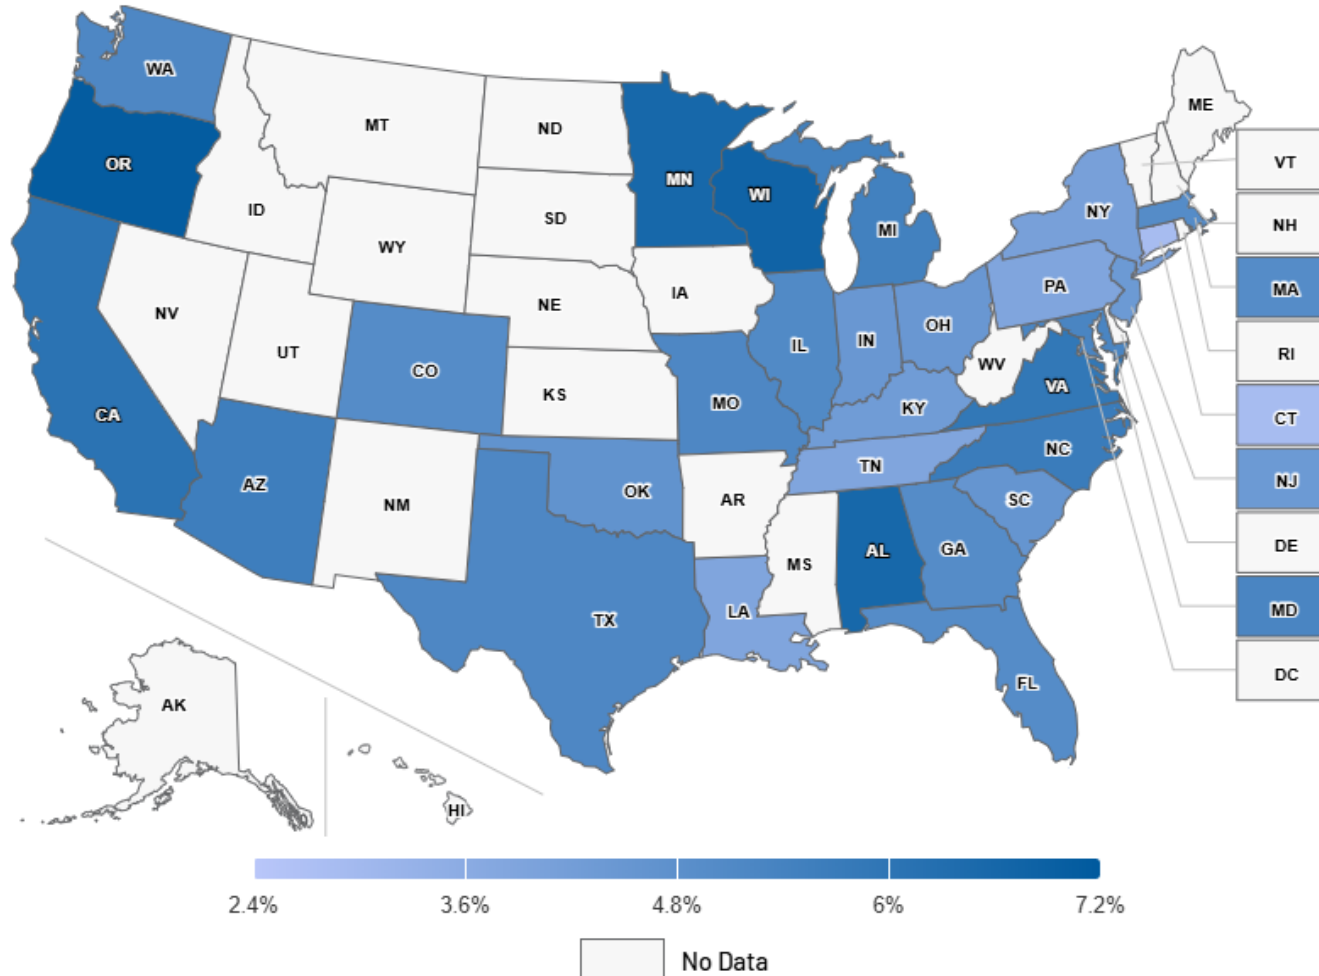 WA
ME
MT
ND
VT
OR
MN
WI
ID
SD
NY
NH
WY
MI
MA
IA
PA
NE
NV
OH
IL
IN
UT
RI
WV
CO
VA
KS
MO
KY
CA
CT
NC
TN
AZ
OK
NJ
NM
AR
SC
AL
GA
DE
MS
LA
MD
TX
DC
FL
AK
HI
2.4% 3.6% 4.8% 6% 7.2%
No Data